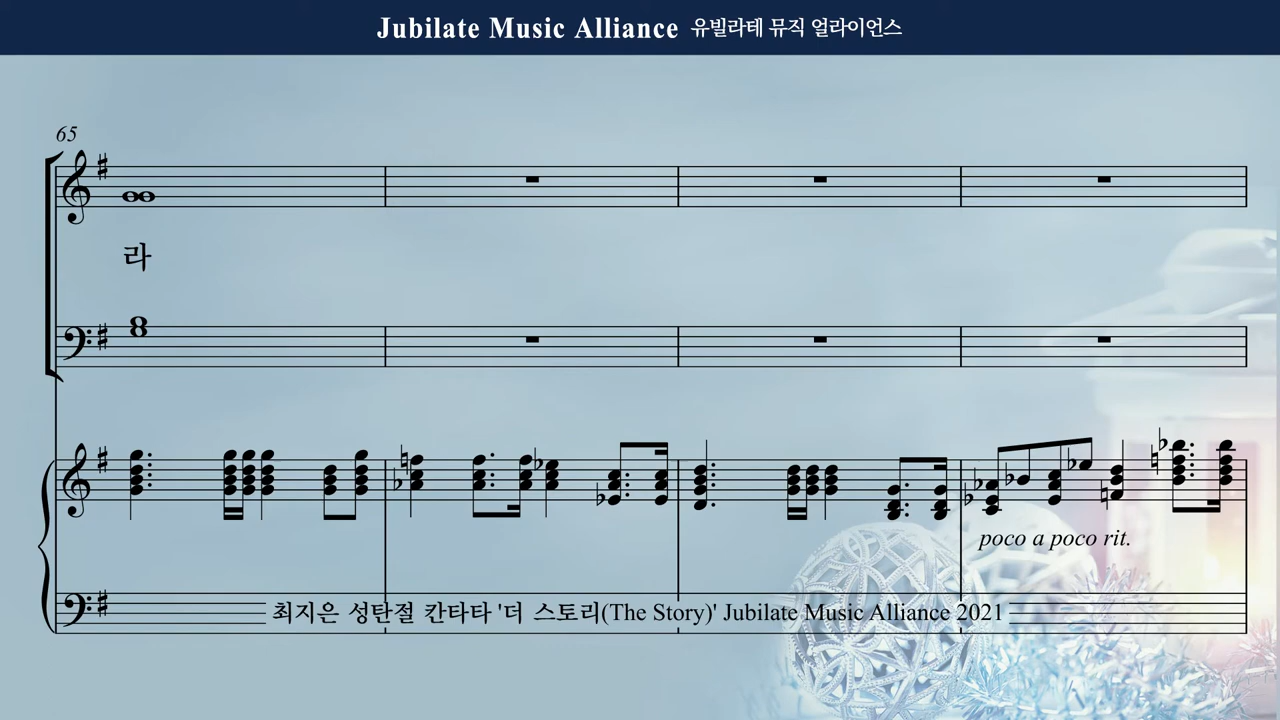 Jubilate Music Alliance 유빌라테 뮤직 얼라이언스
65
라
poco a poco rit.
최지은 성탄절 칸타타 '더 스토리(The Story)' Jubilate Music Alliance 2021